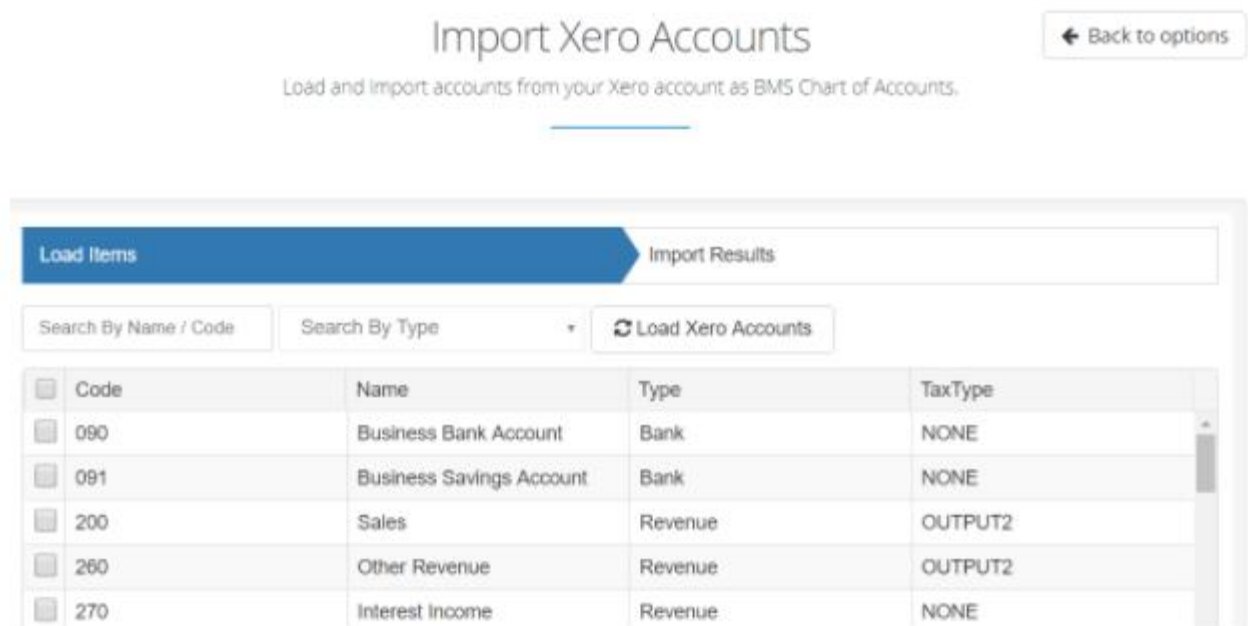 Import Xero Accounts
Back to options
Load and import accounts from your Xero account as BMS Chart of Accounts.
Load Items
Import Results
Search By Name / Code Search By Type Load Xero Accounts
Code Name Type TaxType
090 Business Bank Account Bank NONE
091 Business Savings Account Bank NONE
200 Sales Revenue OUTPUT2
260 Other Revenue Revenue OUTPUT2
270 Interest Income Revenue NONE